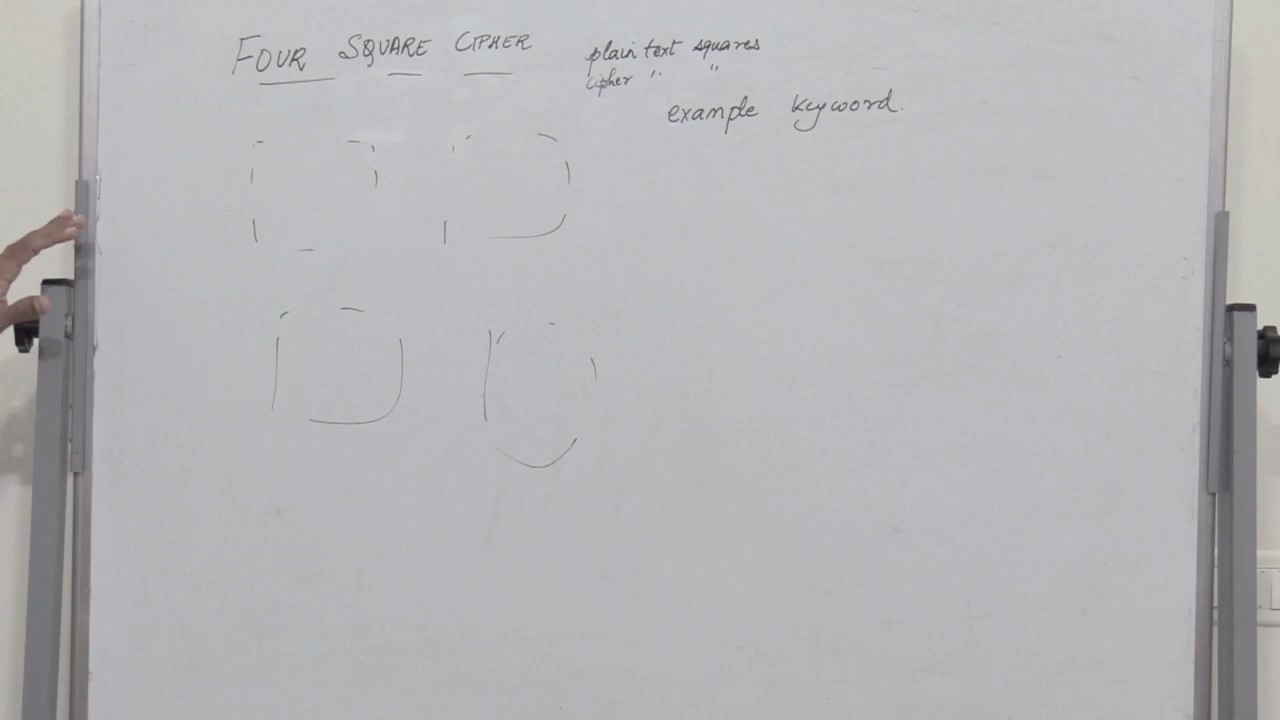 FOUR SQUARE CIPHER
plain text squares
cipher " "
example keyword.